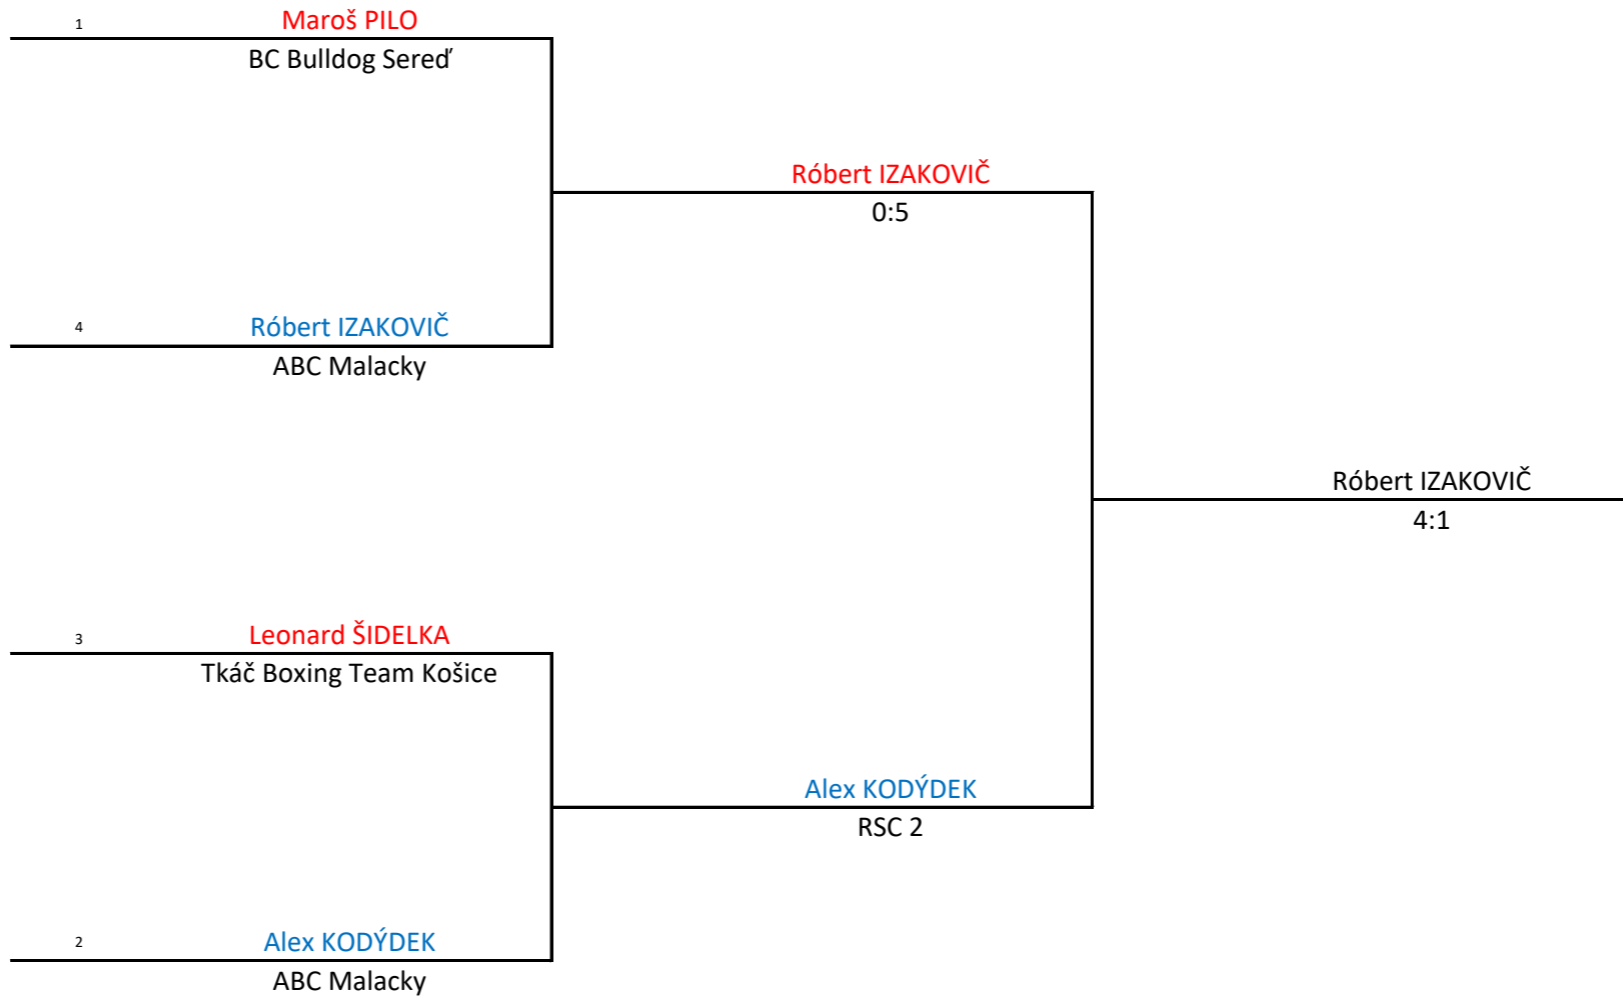 1
Maroš PILO
BC Bulldog Sereď
Róbert IZAKOVIČ
0:5
4
Róbert IZAKOVIČ
ABC Malacky
Róbert IZAKOVIČ
4:1
3
Leonard ŠIDELKA
Tkáč Boxing Team Košice
Alex KODÝDEK
RSC 2
2
Alex KODÝDEK
ABC Malacky